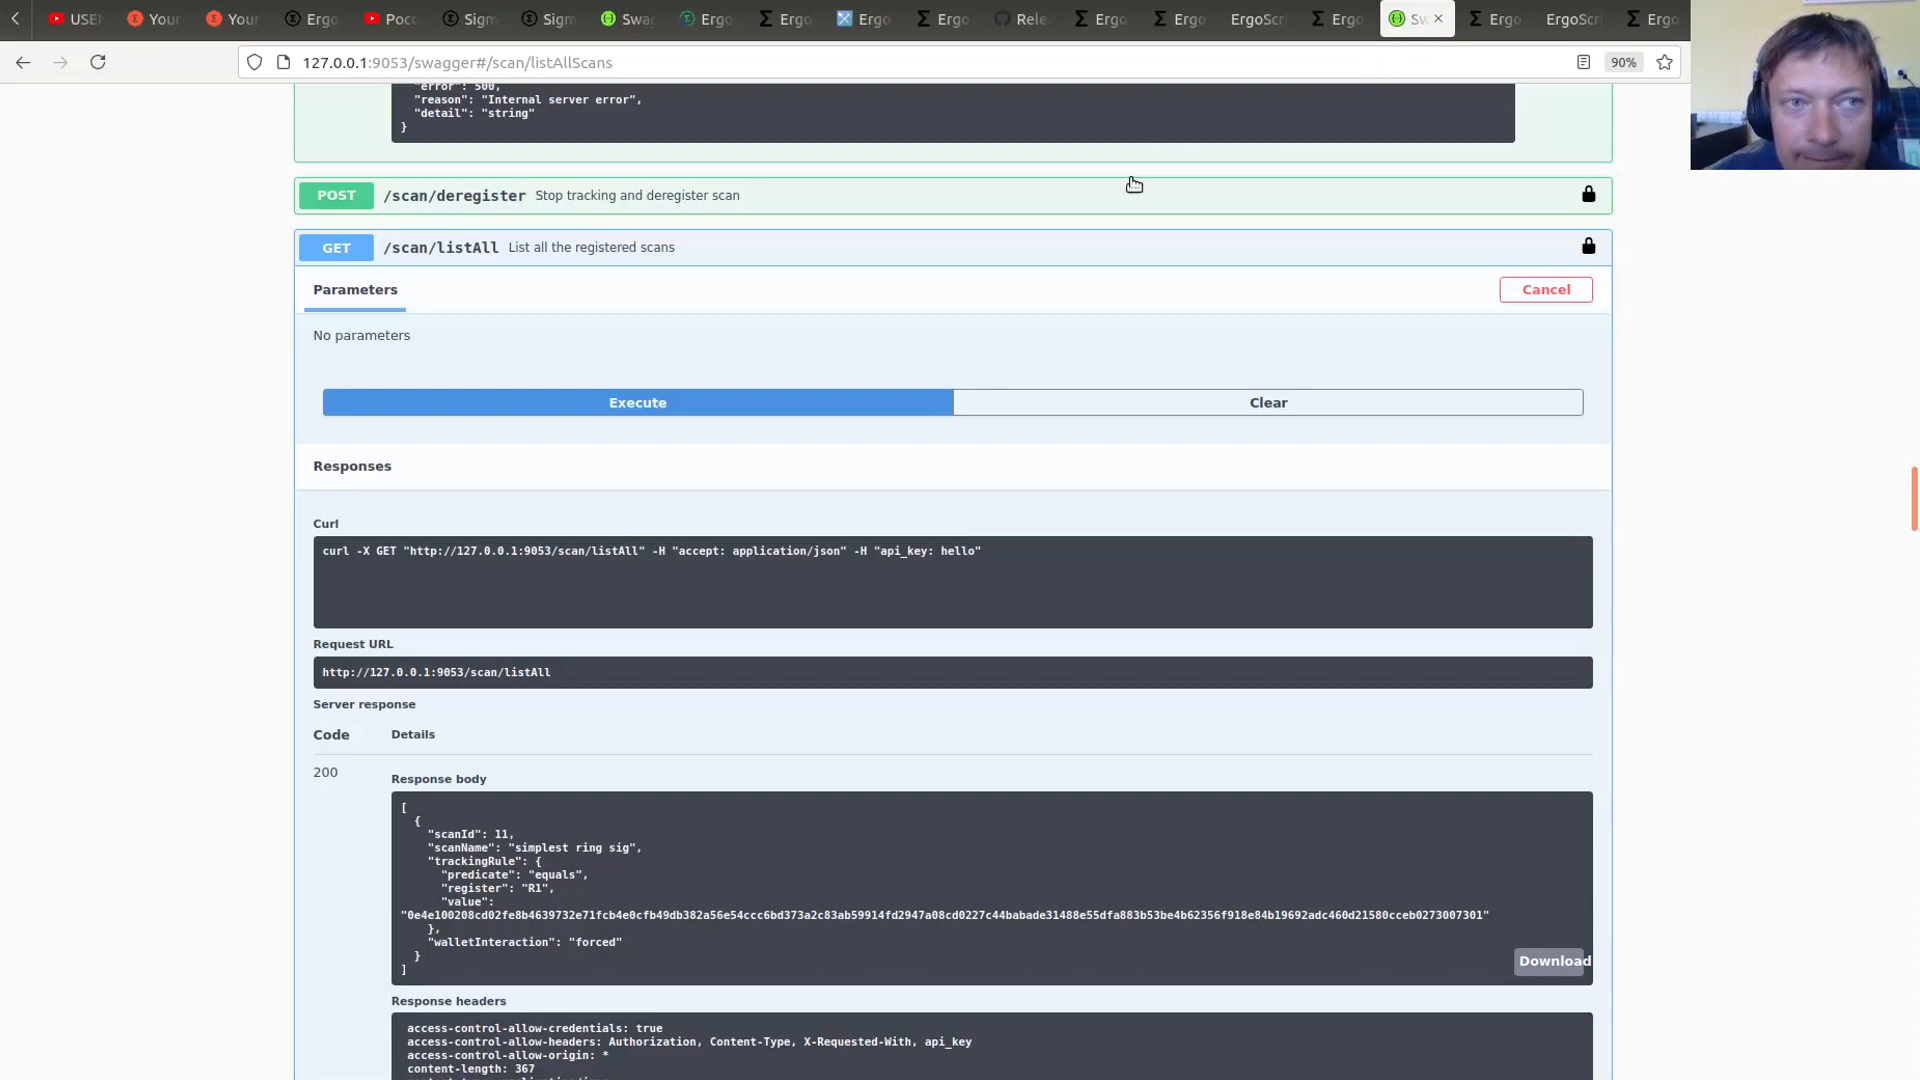 USE
Your
Your
Ergo
Poc
Sigm
Sigm
Swa
Ergo
Ergo
Ergo
Ergo
Rele
Ergo
Ergo
ErgoScri
Ergo
Sw
Ergo
ErgoScri
Ergo
127.0.0.1:9053/swagger#/scan/listAllScans
90%
"error": 500,
"reason": "Internal server error",
"detail": "string"
}
POST /scan/deregister Stop tracking and deregister scan
GET /scan/listAll List all the registered scans
Parameters
Cancel
No parameters
Execute
Clear
Responses
Curl
curl -X GET "http://127.0.0.1:9053/scan/listAll" -H "accept: application/json" -H "api_key: hello"
Request URL
http://127.0.0.1:9053/scan/listAll
Server response
Code Details
200
Response body
[
{
"scanId": 11,
"scanName": "simplest ring sig",
"trackingRule": {
"predicate": "equals",
"register": "R1",
"value":
"0e4e100208cd02fe8b4639732e71fcb4e0cfb49db382a56e54ccc6bd373a2c83ab59914fd2947a08cd0227c44babade31488e55dfa883b53be4b62356f918e84b19692adc460d21580cceb0273007301"
},
"walletInteraction": "forced"
}
]
Download
Response headers
access-control-allow-credentials: true
access-control-allow-headers: Authorization, Content-Type, X-Requested-With, api_key
access-control-allow-origin: *
content-length: 367